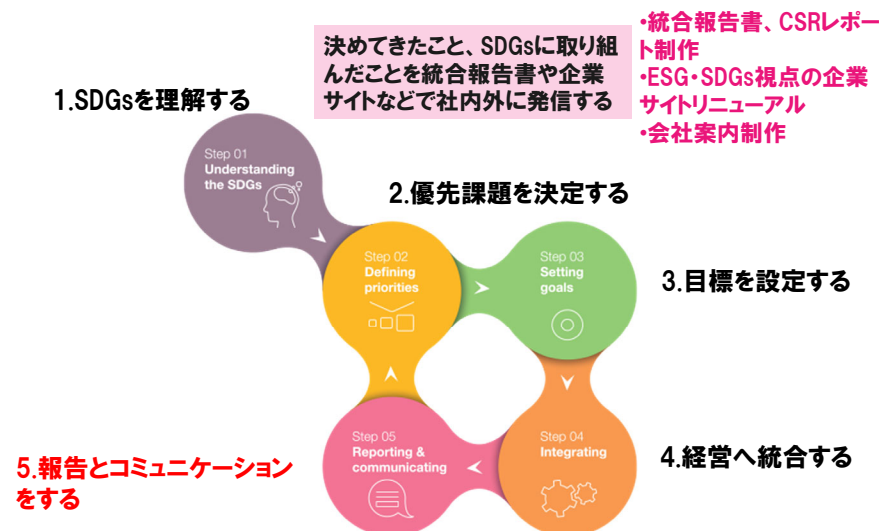 決めてきたこと、SDGsに取り組
んだことを統合報告書や企業
サイトなどで社内外に発信する
・統合報告書、CSRレポー
ト制作
・ESG・SDGs視点の企業
サイトリニューアル
・会社案内制作
1.SDGsを理解する
Step 01
Understanding
the SDGs
2.優先課題を決定する
Step 02
Defining
priorities
Step 03
Setting
goals
3.目標を設定する
Step 05
Reporting &
communicating
Step 04
Integrating
4.経営へ統合する
5.報告とコミュニケーション
をする